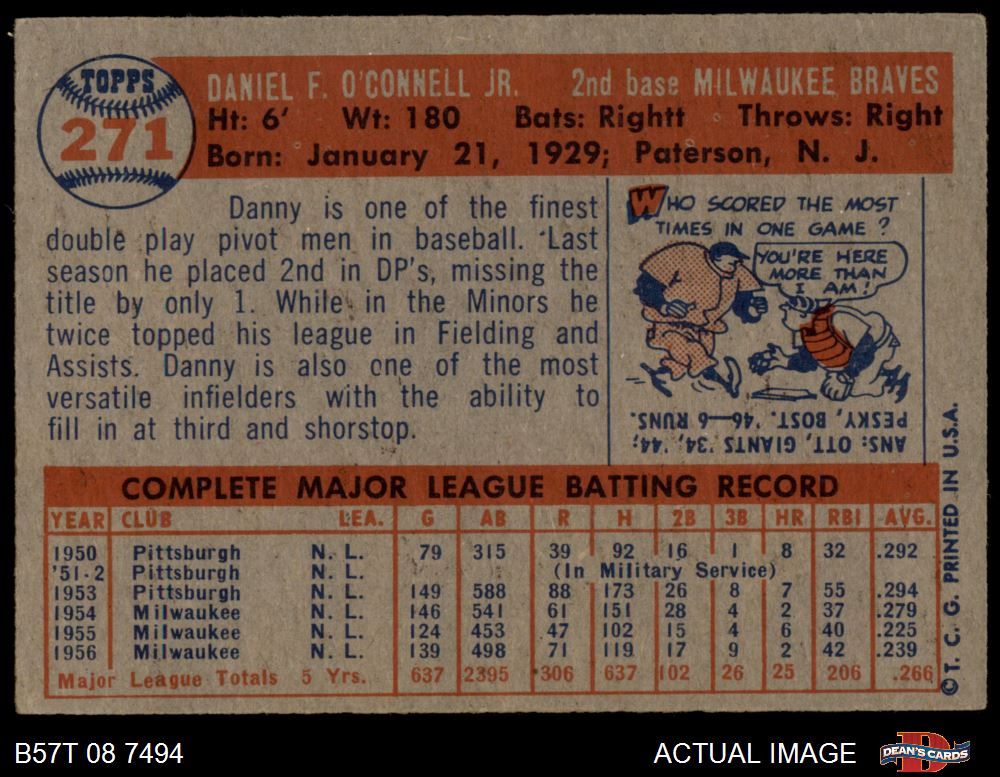 TOPPS
271
DANIEL F. O'CONNELL JR. 2nd base MILWAUKEE BRAVES
Ht: 6' Wt: 180 Bats: Rightt Throws: Right
Born: January 21, 1929; Paterson, N. J.
Danny is one of the finest
double play pivot men in baseball. Last
season he placed 2nd in DP's, missing the
title by only 1. While in the Minors he
twice topped his league in Fielding and
Assists. Danny is also one of the most
versatile infielders with the ability to
fill in at third and shorstop.
WHO SCORED THE MOST
TIMES IN ONE GAME?
YOU'RE HERE
MORE THAN
I AM!
ANS: OTT, GIANTS '34, '44;
PESKY, BOST. '46—6 RUNS.
COMPLETE MAJOR LEAGUE BATTING RECORD
YEAR CLUB LEA. G AB R H 2B 3B HR RBI AVG.
1950 Pittsburgh N. L. 79 315 39 92 16 1 8 32 .292
'51-2 Pittsburgh N. L. (In Military Service)
1953 Pittsburgh N. L. 149 588 88 173 26 8 7 55 .294
1954 Milwaukee N. L. 146 541 61 151 28 4 2 37 .279
1955 Milwaukee N. L. 124 453 47 102 15 4 6 40 .225
1956 Milwaukee N. L. 139 498 71 119 17 9 2 42 .239
Major League Totals 5 Yrs. 637 2395 306 637 102 26 25 206 .266
© T. C. G. PRINTED IN U.S.A.
B57T 08 7494 ACTUAL IMAGE
D
DEAN'S CARDS